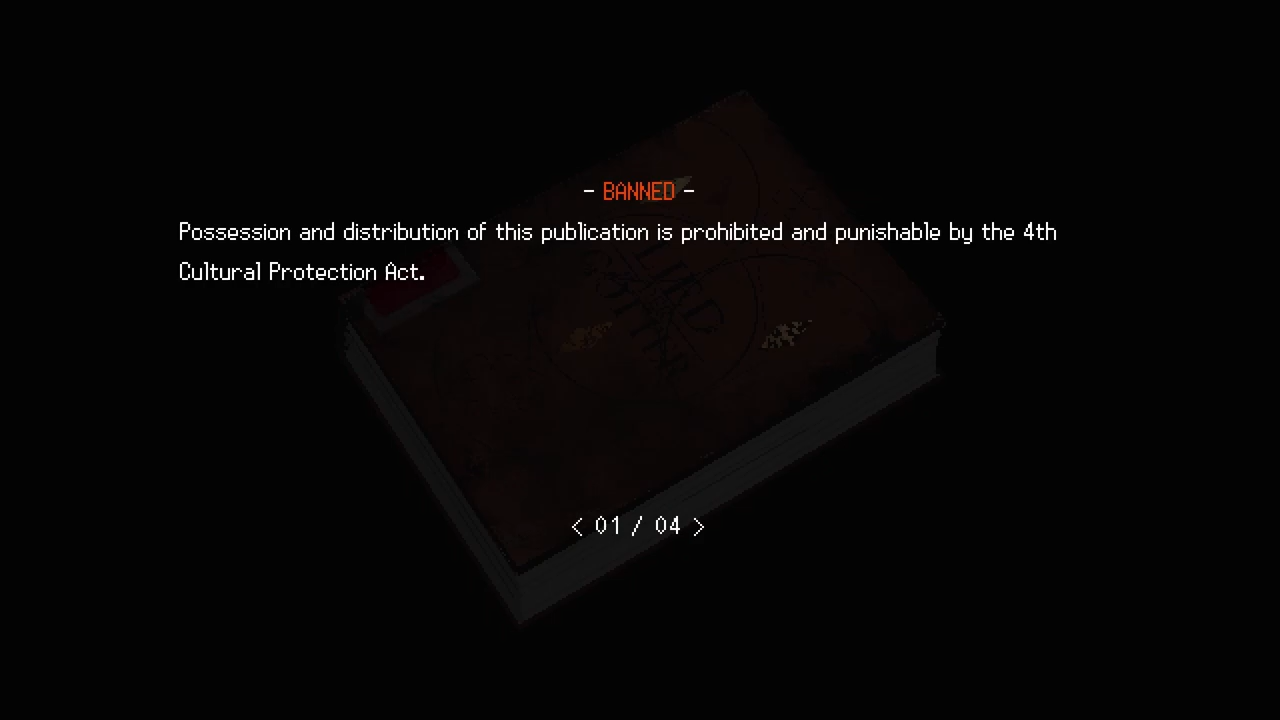 - BANNED -
Possession and distribution of this publication is prohibited and punishable by the 4th
Cultural Protection Act.
< 01 / 04 >